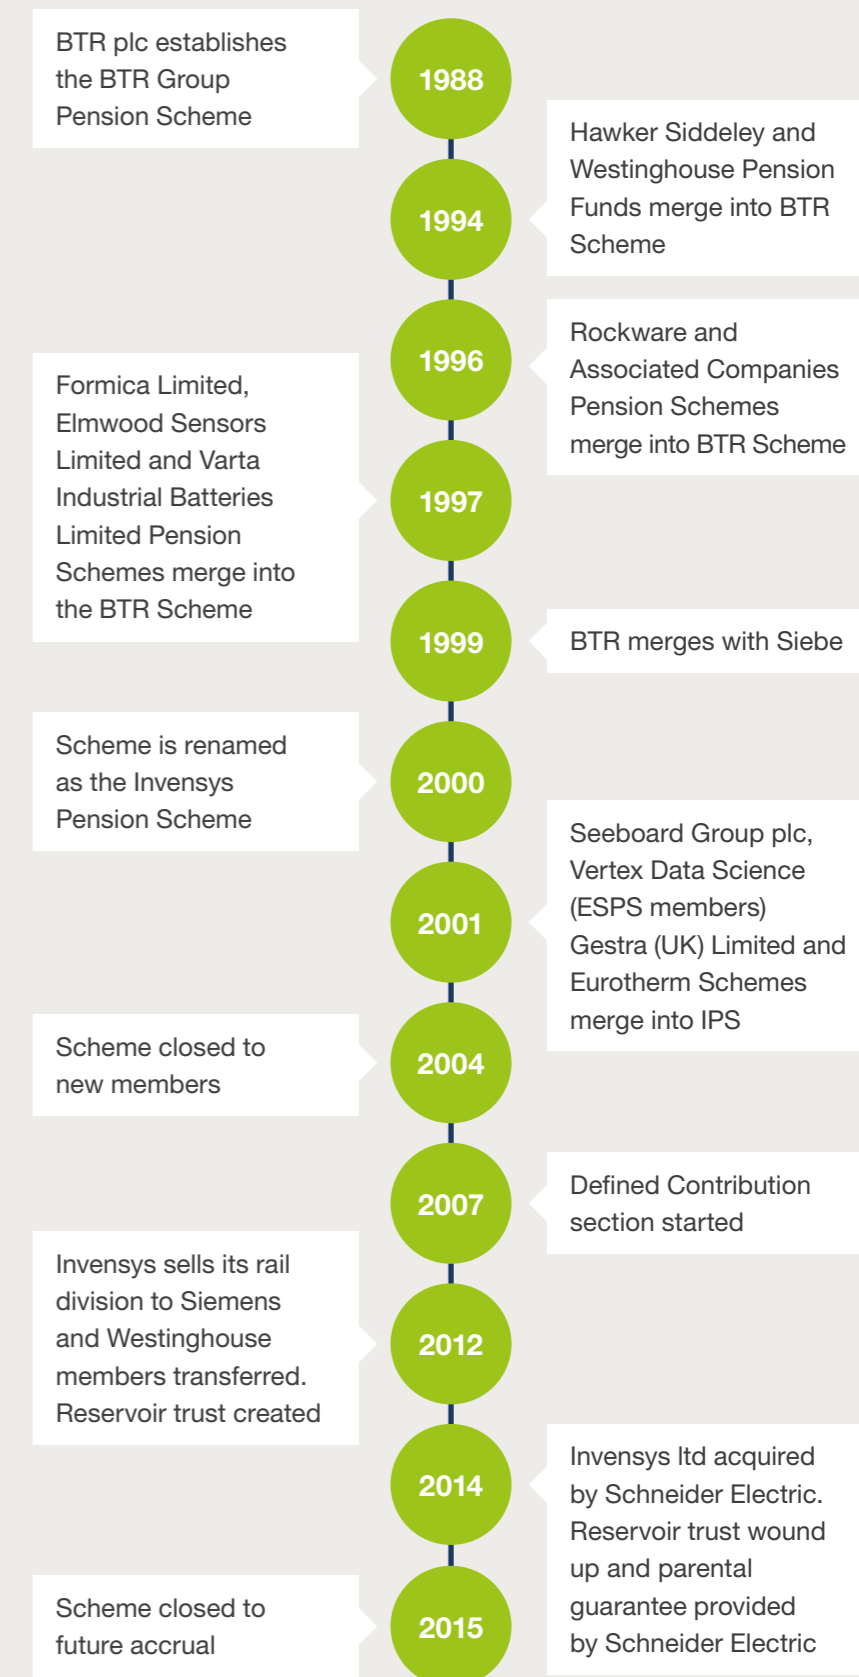 BTR plc establishes
the BTR Group
Pension Scheme
1988
1994
Hawker Siddeley and
Westinghouse Pension
Funds merge into BTR
Scheme
1996
Rockware and
Associated Companies
Pension Schemes
merge into BTR Scheme
Formica Limited,
Elmwood Sensors
Limited and Varta
Industrial Batteries
Limited Pension
Schemes merge into
the BTR Scheme
1997
1999
BTR merges with Siebe
Scheme is renamed
as the Invensys
Pension Scheme
2000
2001
Seeboard Group plc,
Vertex Data Science
(ESPS members)
Gestra (UK) Limited and
Eurotherm Schemes
merge into IPS
Scheme closed to
new members
2004
2007
Defined Contribution
section started
Invensys sells its rail
division to Siemens
and Westinghouse
members transferred.
Reservoir trust created
2012
2014
Invensys ltd acquired
by Schneider Electric.
Reservoir trust wound
up and parental
guarantee provided
by Schneider Electric
Scheme closed to
future accrual
2015